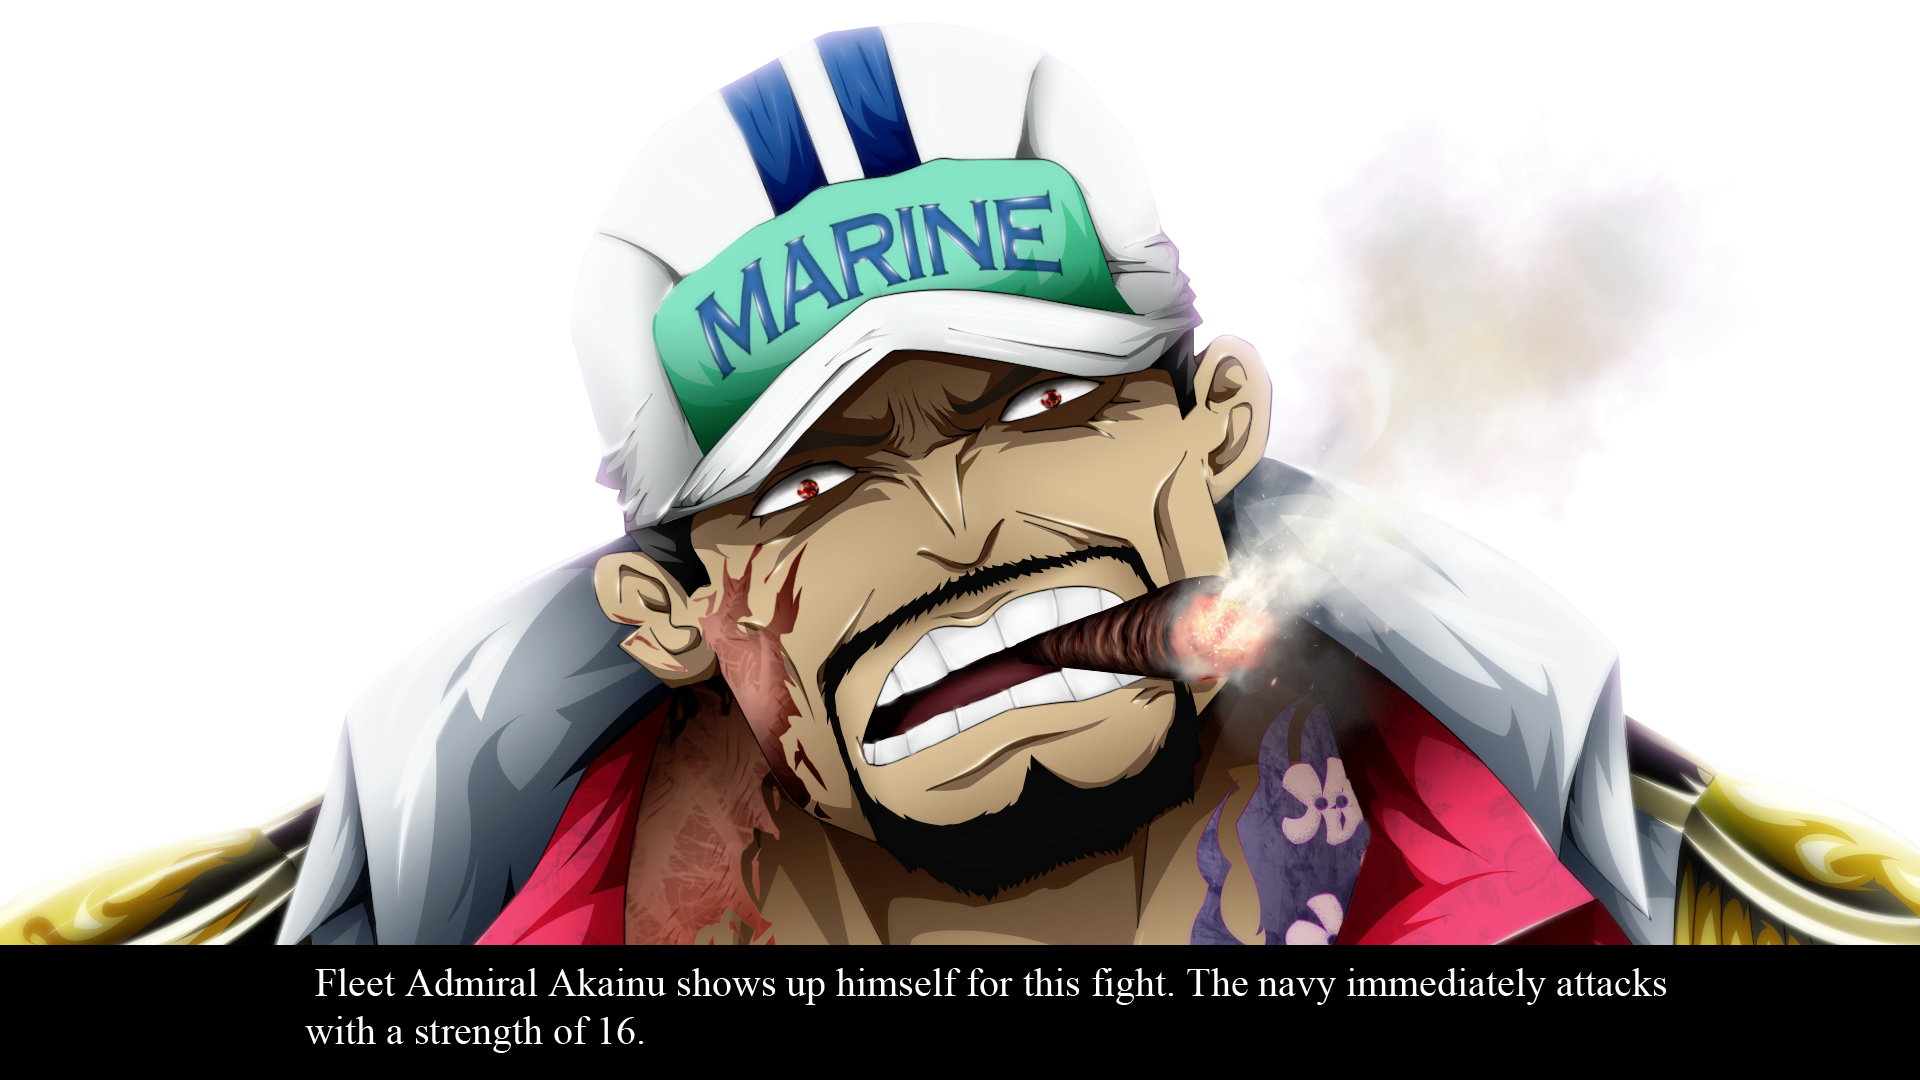 MARINE
Fleet Admiral Akainu shows up himself for this fight. The navy immediately attacks
with a strength of 16.